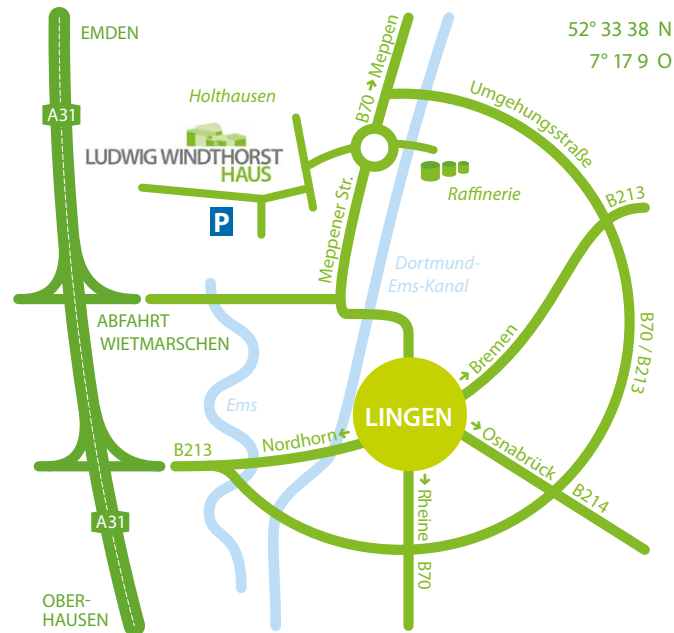 EMDEN
52° 33 38 N
7° 17 9 O
B70 → Meppen
Umgehungsstraße
Holthausen
A31
LUDWIG WINDTHORST
HAUS
Raffinerie
B213
P
Meppener Str.
Dortmund-
Ems-Kanal
ABFAHRT
WIETMARSCHEN
B70 / B213
→ Bremen
Ems
LINGEN
Nordhorn ←
B213
→ Osnabrück
B214
→ Rheine
B70
A31
OBER-
HAUSEN